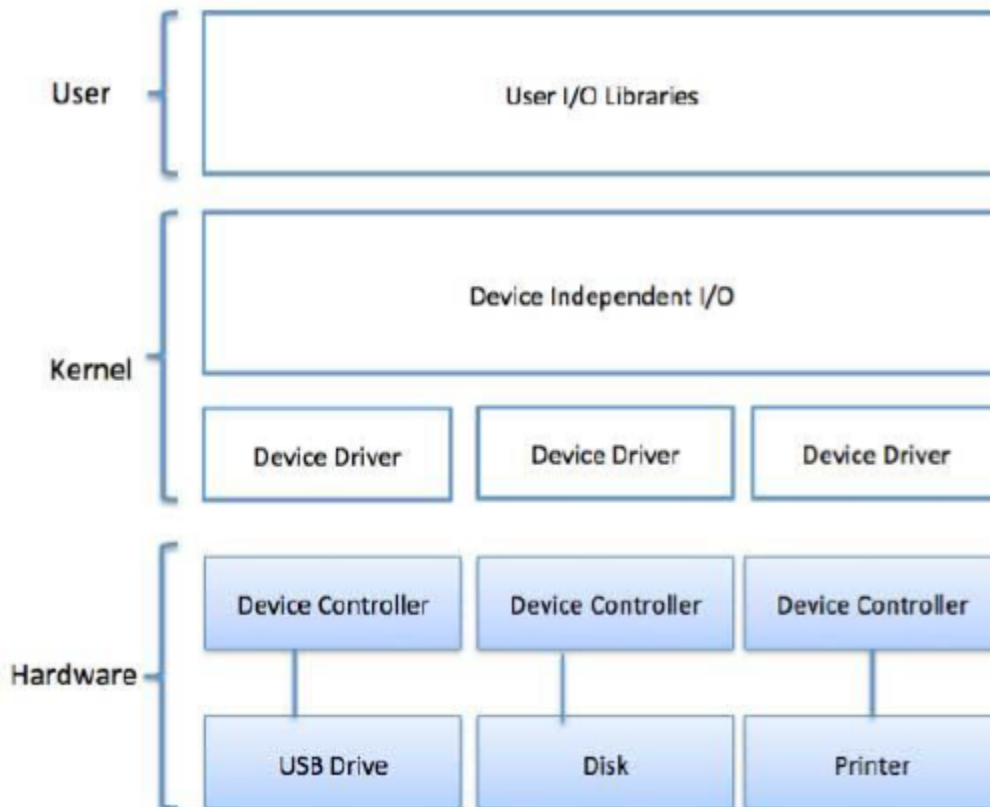 User
User I/O Libraries
Kernel
Device Independent I/O
Device Driver
Device Driver
Device Driver
Hardware
Device Controller
Device Controller
Device Controller
USB Drive
Disk
Printer